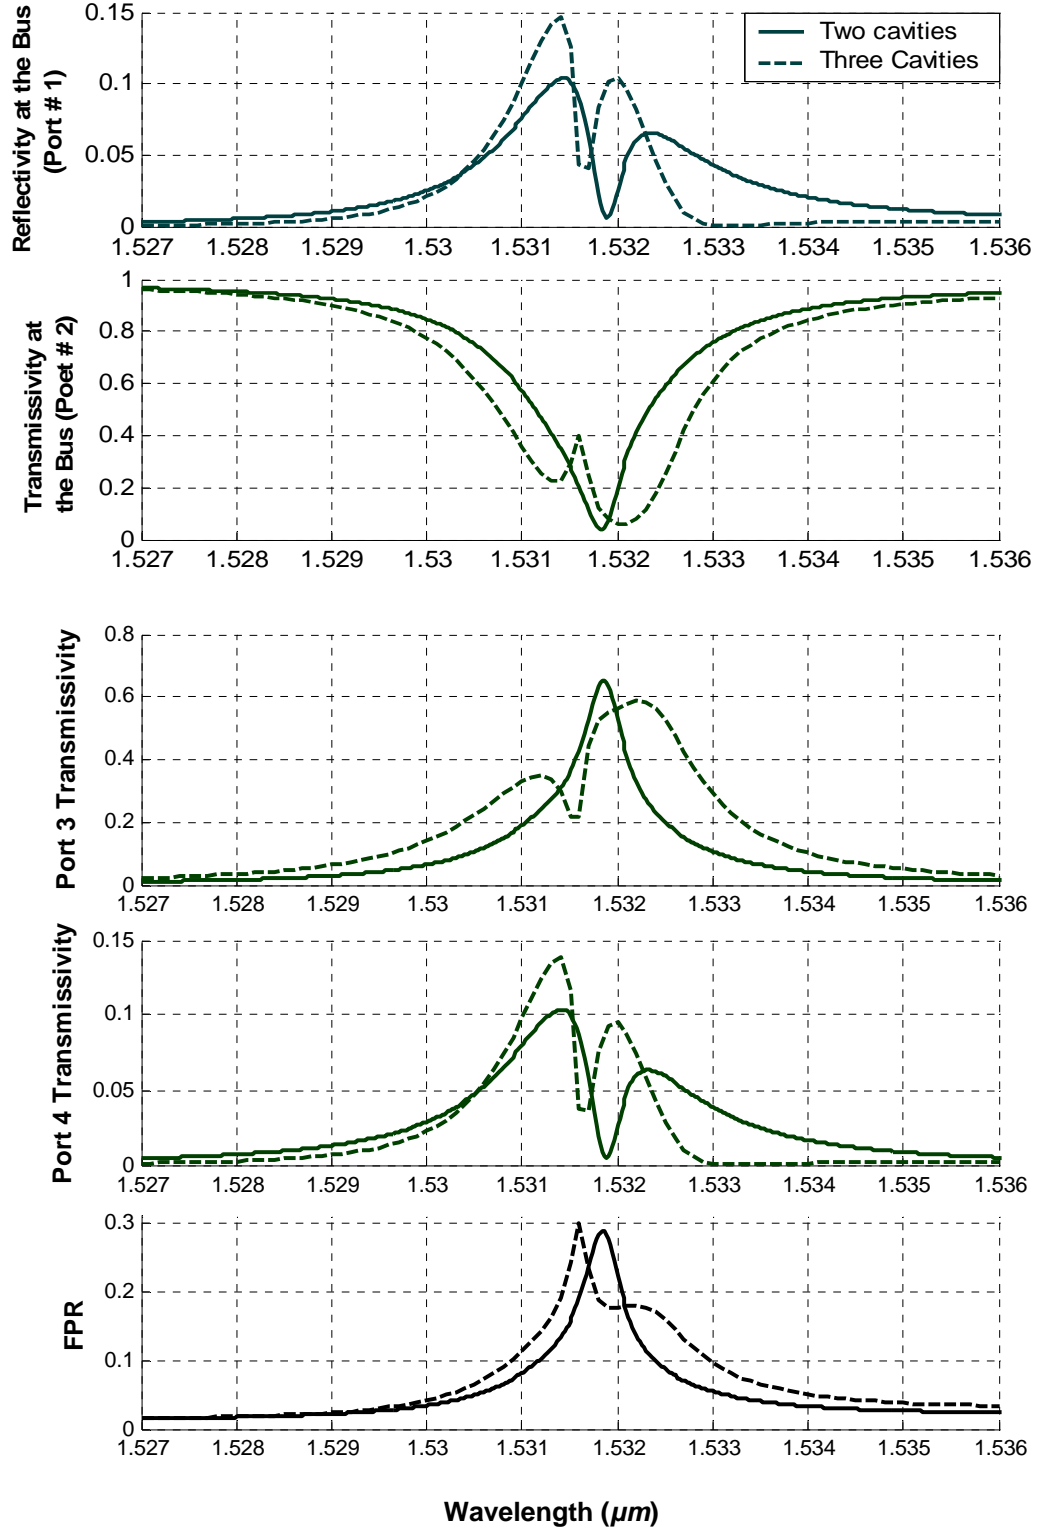 Reflectivity at the Bus
(Port # 1)
0.15
0.1
0.05
0
Two cavities
Three Cavities
1.527 1.528 1.529 1.53 1.531 1.532 1.533 1.534 1.535 1.536
Transmissivity at
the Bus (Poet # 2)
1
0.8
0.6
0.4
0.2
0
1.527 1.528 1.529 1.53 1.531 1.532 1.533 1.534 1.535 1.536
Port 3 Transmissivity
0.8
0.6
0.4
0.2
0
1.527 1.528 1.529 1.53 1.531 1.532 1.533 1.534 1.535 1.536
Port 4 Transmissivity
0.15
0.1
0.05
0
1.527 1.528 1.529 1.53 1.531 1.532 1.533 1.534 1.535 1.536
FPR
0.3
0.2
0.1
0
1.527 1.528 1.529 1.53 1.531 1.532 1.533 1.534 1.535 1.536
Wavelength (μm)